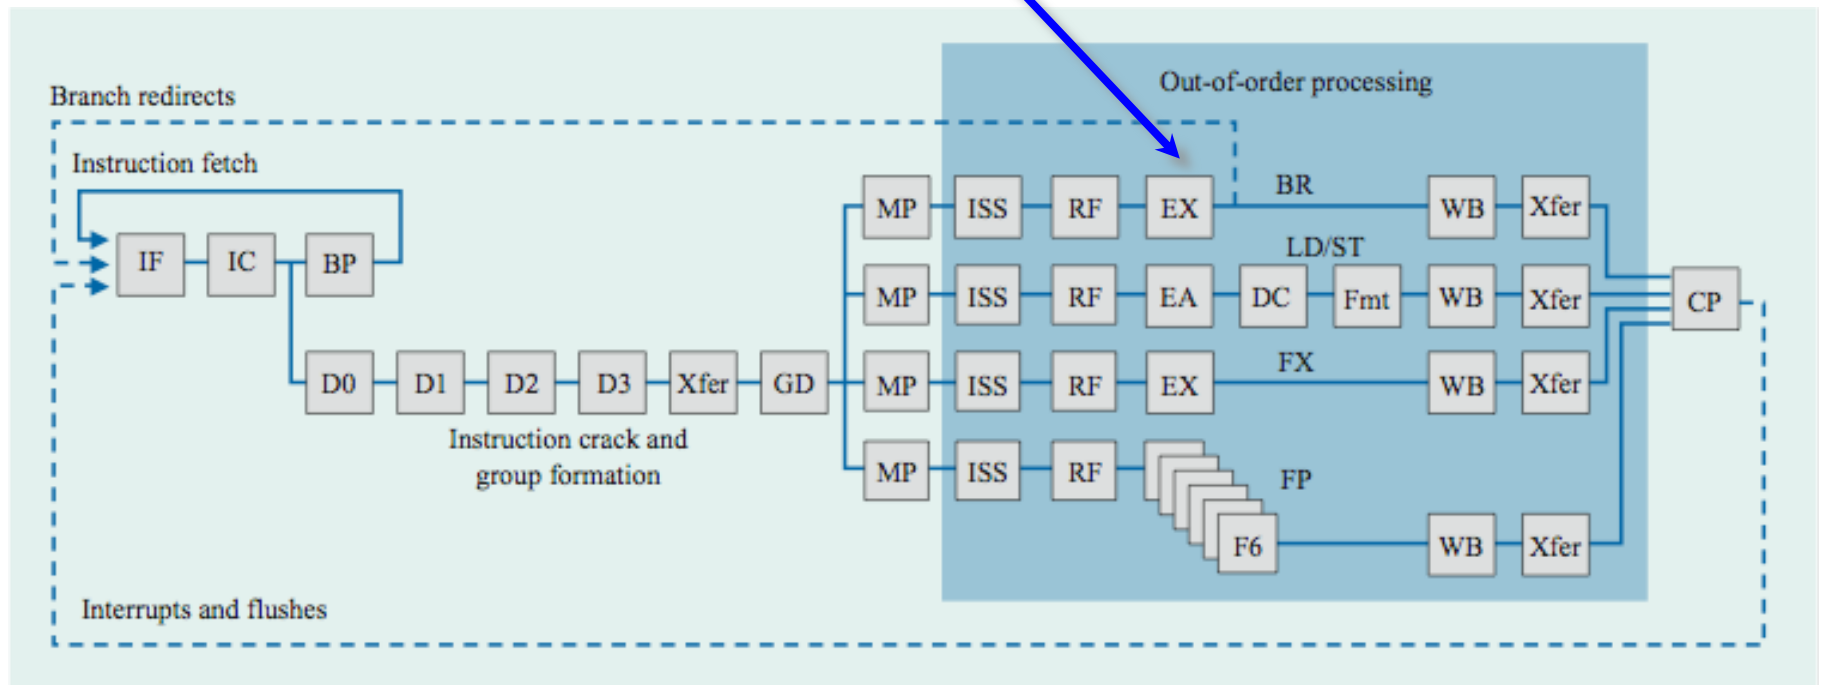 Out-of-order processing
Branch redirects
Instruction fetch
BR
MP ISS RF EX WB Xfer
LD/ST
IF IC BP
MP ISS RF EA DC Fmt WB Xfer
CP
FX
D0 D1 D2 D3 Xfer GD
MP ISS RF EX WB Xfer
Instruction crack and
group formation
MP ISS RF
FP
F6 WB Xfer
Interrupts and flushes